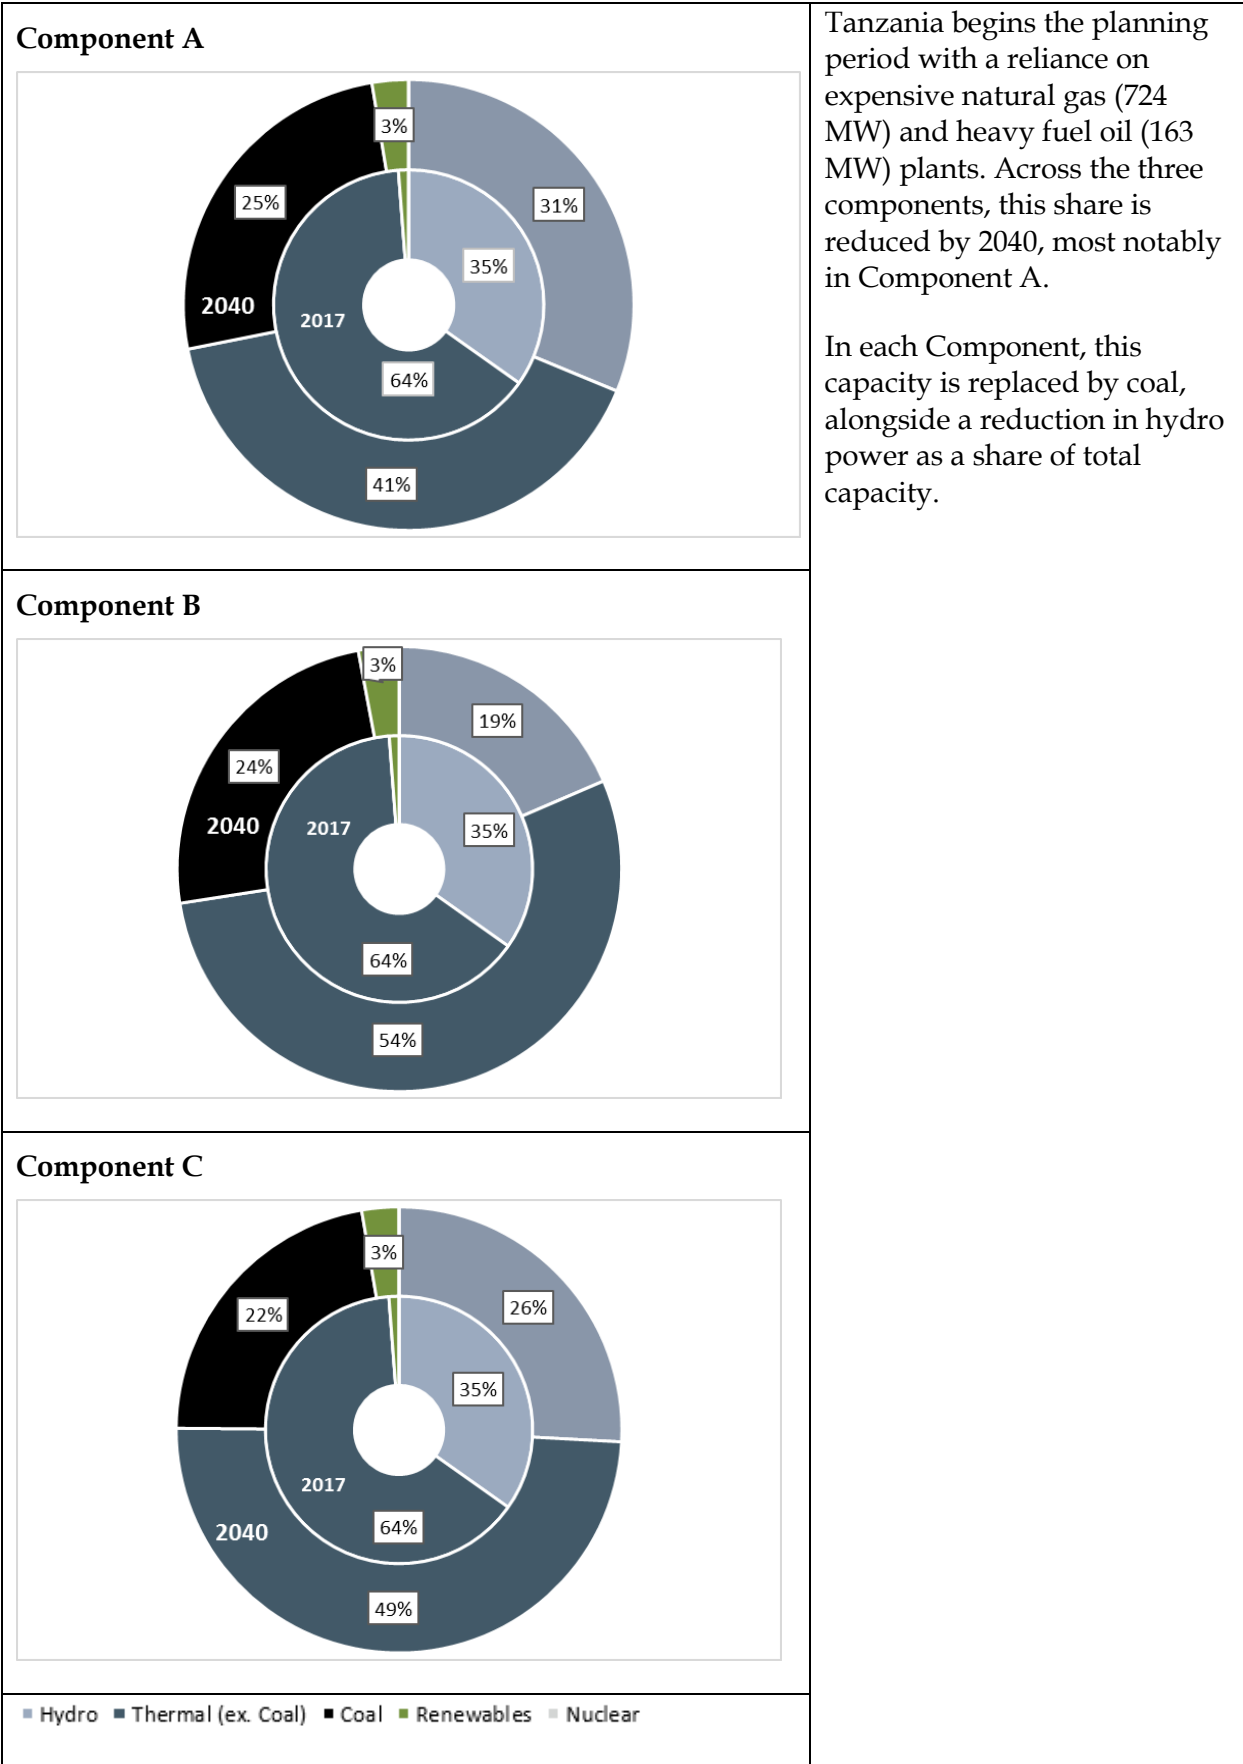 Component A
3%
25%
31%
35%
2040
2017
64%
41%
Tanzania begins the planning
period with a reliance on
expensive natural gas (724
MW) and heavy fuel oil (163
MW) plants. Across the three
components, this share is
reduced by 2040, most notably
in Component A.
In each Component, this
capacity is replaced by coal,
alongside a reduction in hydro
power as a share of total
capacity.
Component B
3%
19%
24%
2040
2017
35%
64%
54%
Component C
3%
26%
22%
35%
2017
64%
2040
49%
Hydro Thermal (ex. Coal) Coal Renewables Nuclear